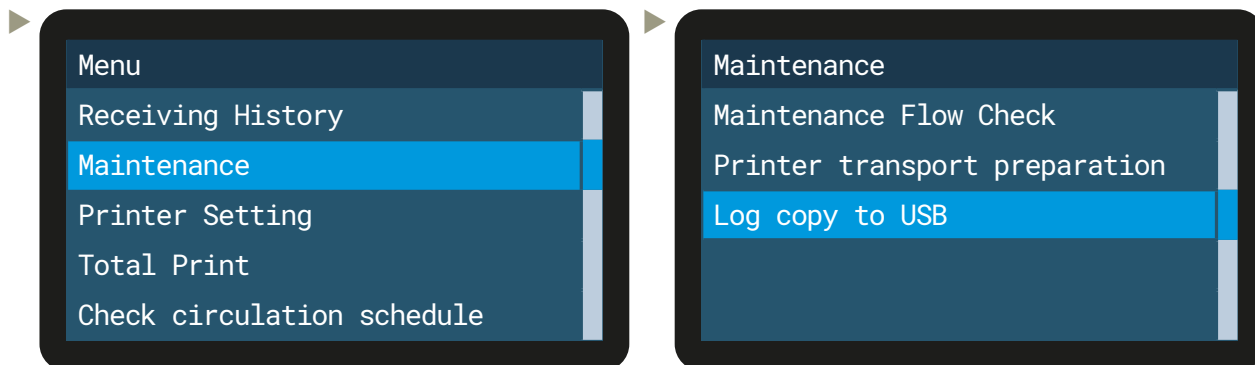 Menu
Receiving History
Maintenance
Printer Setting
Total Print
Check circulation schedule
Maintenance
Maintenance Flow Check
Printer transport preparation
Log copy to USB